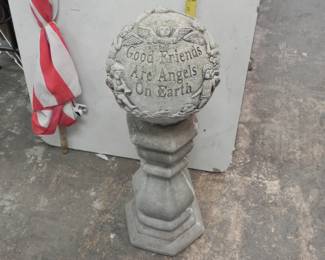 Good Friends
Are Angels
On Earth